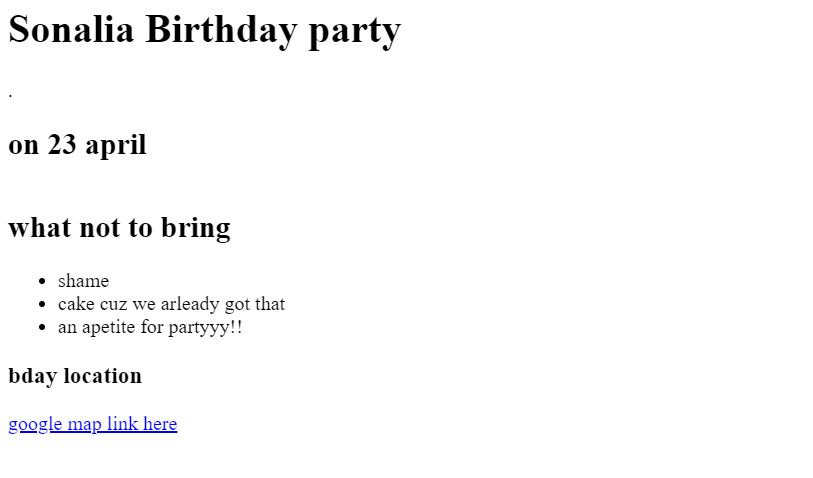 Sonalia Birthday party
.
on 23 april
what not to bring
shame
cake cuz we arleady got that
an apetite for partyyy!!
bday location
google map link here